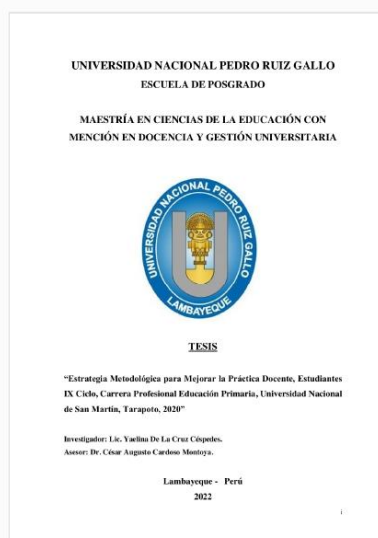 UNIVERSIDAD NACIONAL PEDRO RUIZ GALLO
ESCUELA DE POSGRADO
MAESTRÍA EN CIENCIAS DE LA EDUCACIÓN CON
MENCIÓN EN DOCENCIA Y GESTIÓN UNIVERSITARIA
UNIVERSIDAD NACIONAL PEDRO RUIZ GALLO
LAMBAYEQUE
TESIS
“Estrategia Metodológica para Mejorar la Práctica Docente, Estudiantes
IX Ciclo, Carrera Profesional Educación Primaria, Universidad Nacional
de San Martín, Tarapoto, 2020”
Investigador: Lic. Yaelina De La Cruz Céspedes.
Asesor: Dr. César Augusto Cardoso Montoya.
Lambayeque - Perú
2022
i